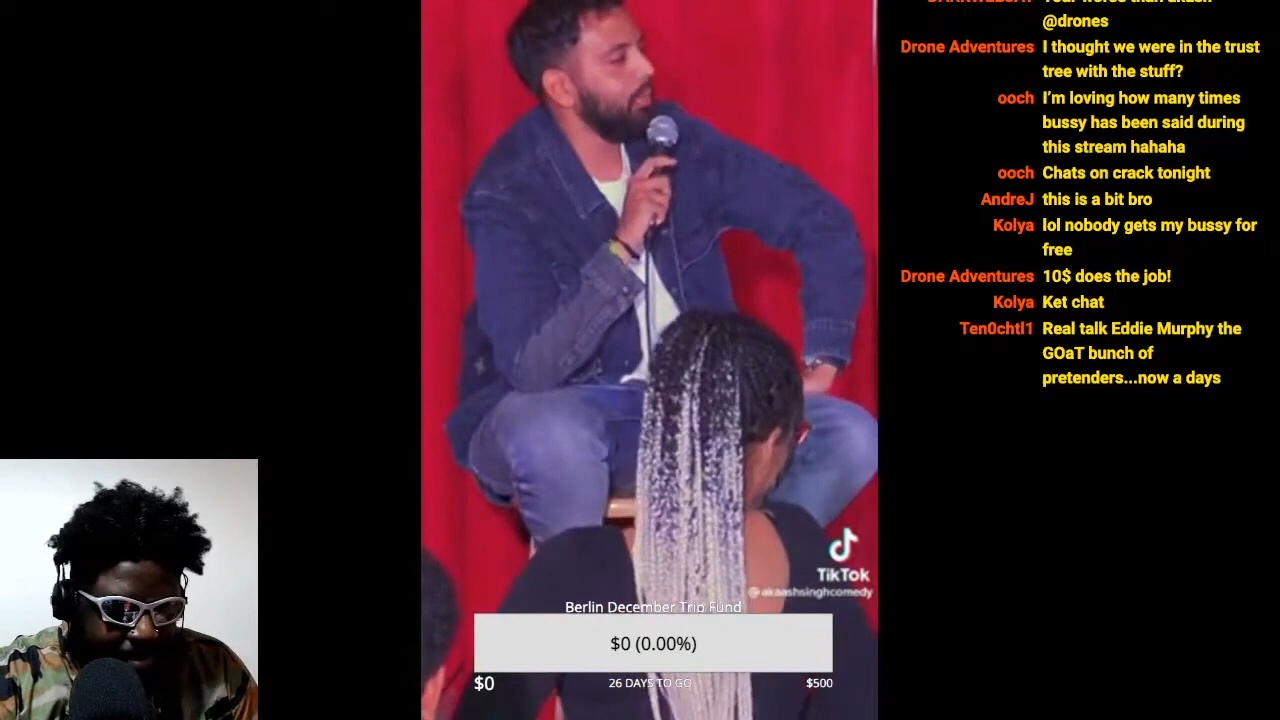 @drones
Drone Adventures I thought we were in the trust
tree with the stuff?
ooch I'm loving how many times
bussy has been said during
this stream hahaha
ooch Chats on crack tonight
AndreJ this is a bit bro
Kolya lol nobody gets my bussy for
free
Drone Adventures 10$ does the job!
Kolya Ket chat
Ten0chtl1 Real talk Eddie Murphy the
GOaT bunch of
pretenders...now a days
TikTok
@akaashsinghcomedy
Berlin December Trip Fund
$0 (0.00%)
$0 26 DAYS TO GO $500